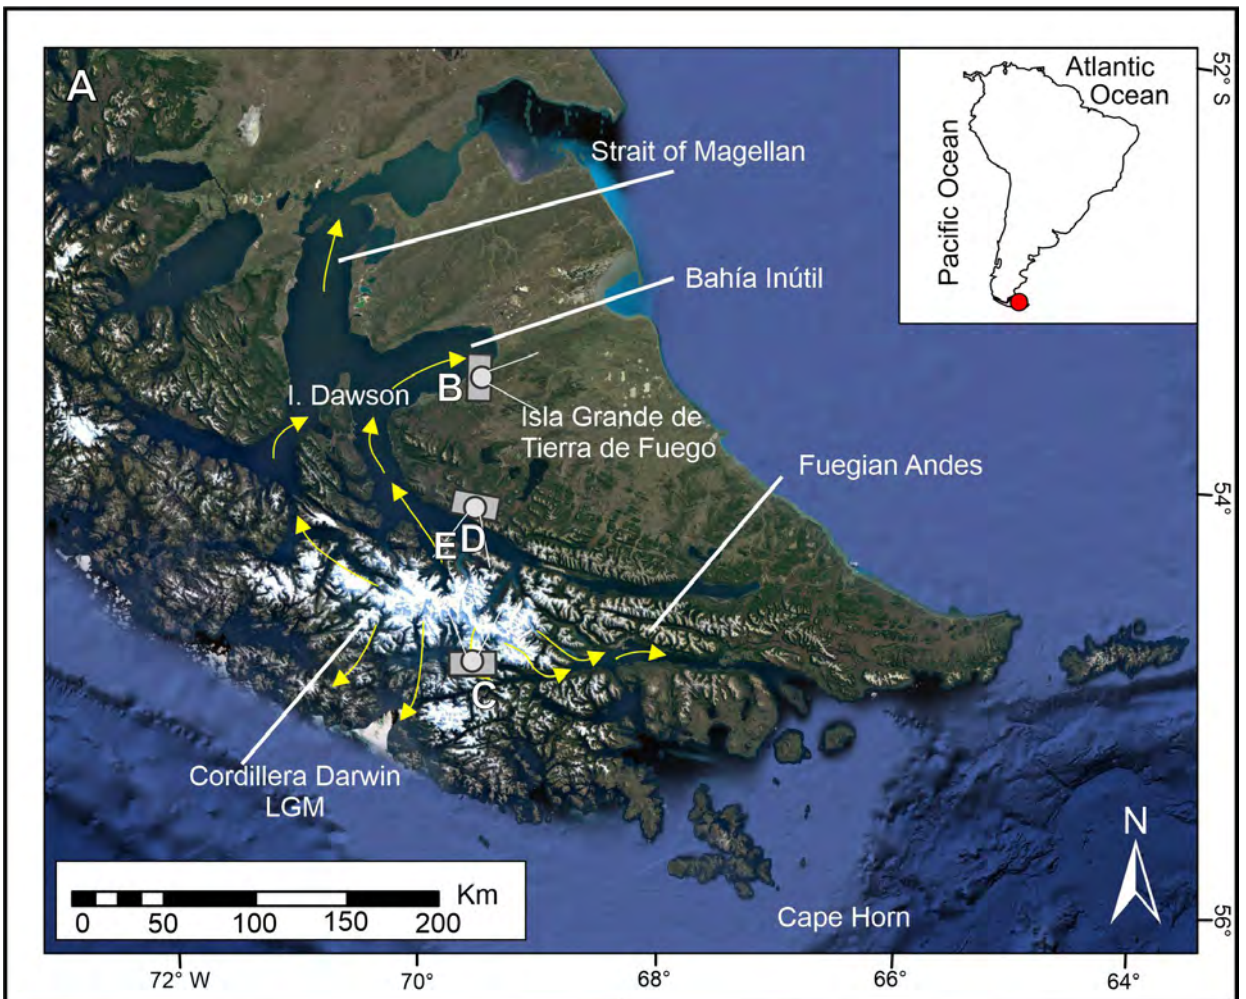 A
Atlantic
Ocean
Pacific Ocean
52° S
Strait of Magellan
Bahía Inútil
I. Dawson
B
Isla Grande de
Tierra de Fuego
Fuegian Andes
54°
E
D
C
Cordillera Darwin
LGM
N
Km
0
50
100
150
200
Cape Horn
56°
72° W
70°
68°
66°
64°